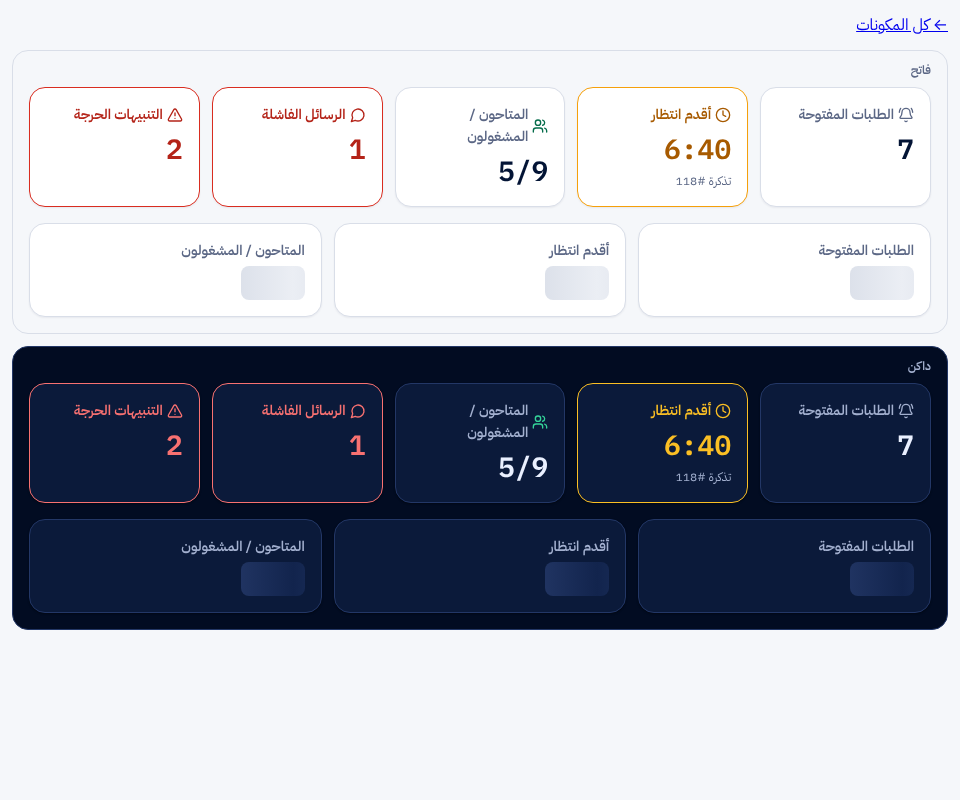 ← كل المكونات
فاتح
الطلبات المفتوحة
7
أقدم انتظار
6:40
تذكرة #118
المتاحون /
المشغولون
5/9
الرسائل الفاشلة
1
التنبيهات الحرجة
2
الطلبات المفتوحة
أقدم انتظار
المتاحون / المشغولون
داكن
الطلبات المفتوحة
7
أقدم انتظار
6:40
تذكرة #118
المتاحون /
المشغولون
5/9
الرسائل الفاشلة
1
التنبيهات الحرجة
2
الطلبات المفتوحة
أقدم انتظار
المتاحون / المشغولون